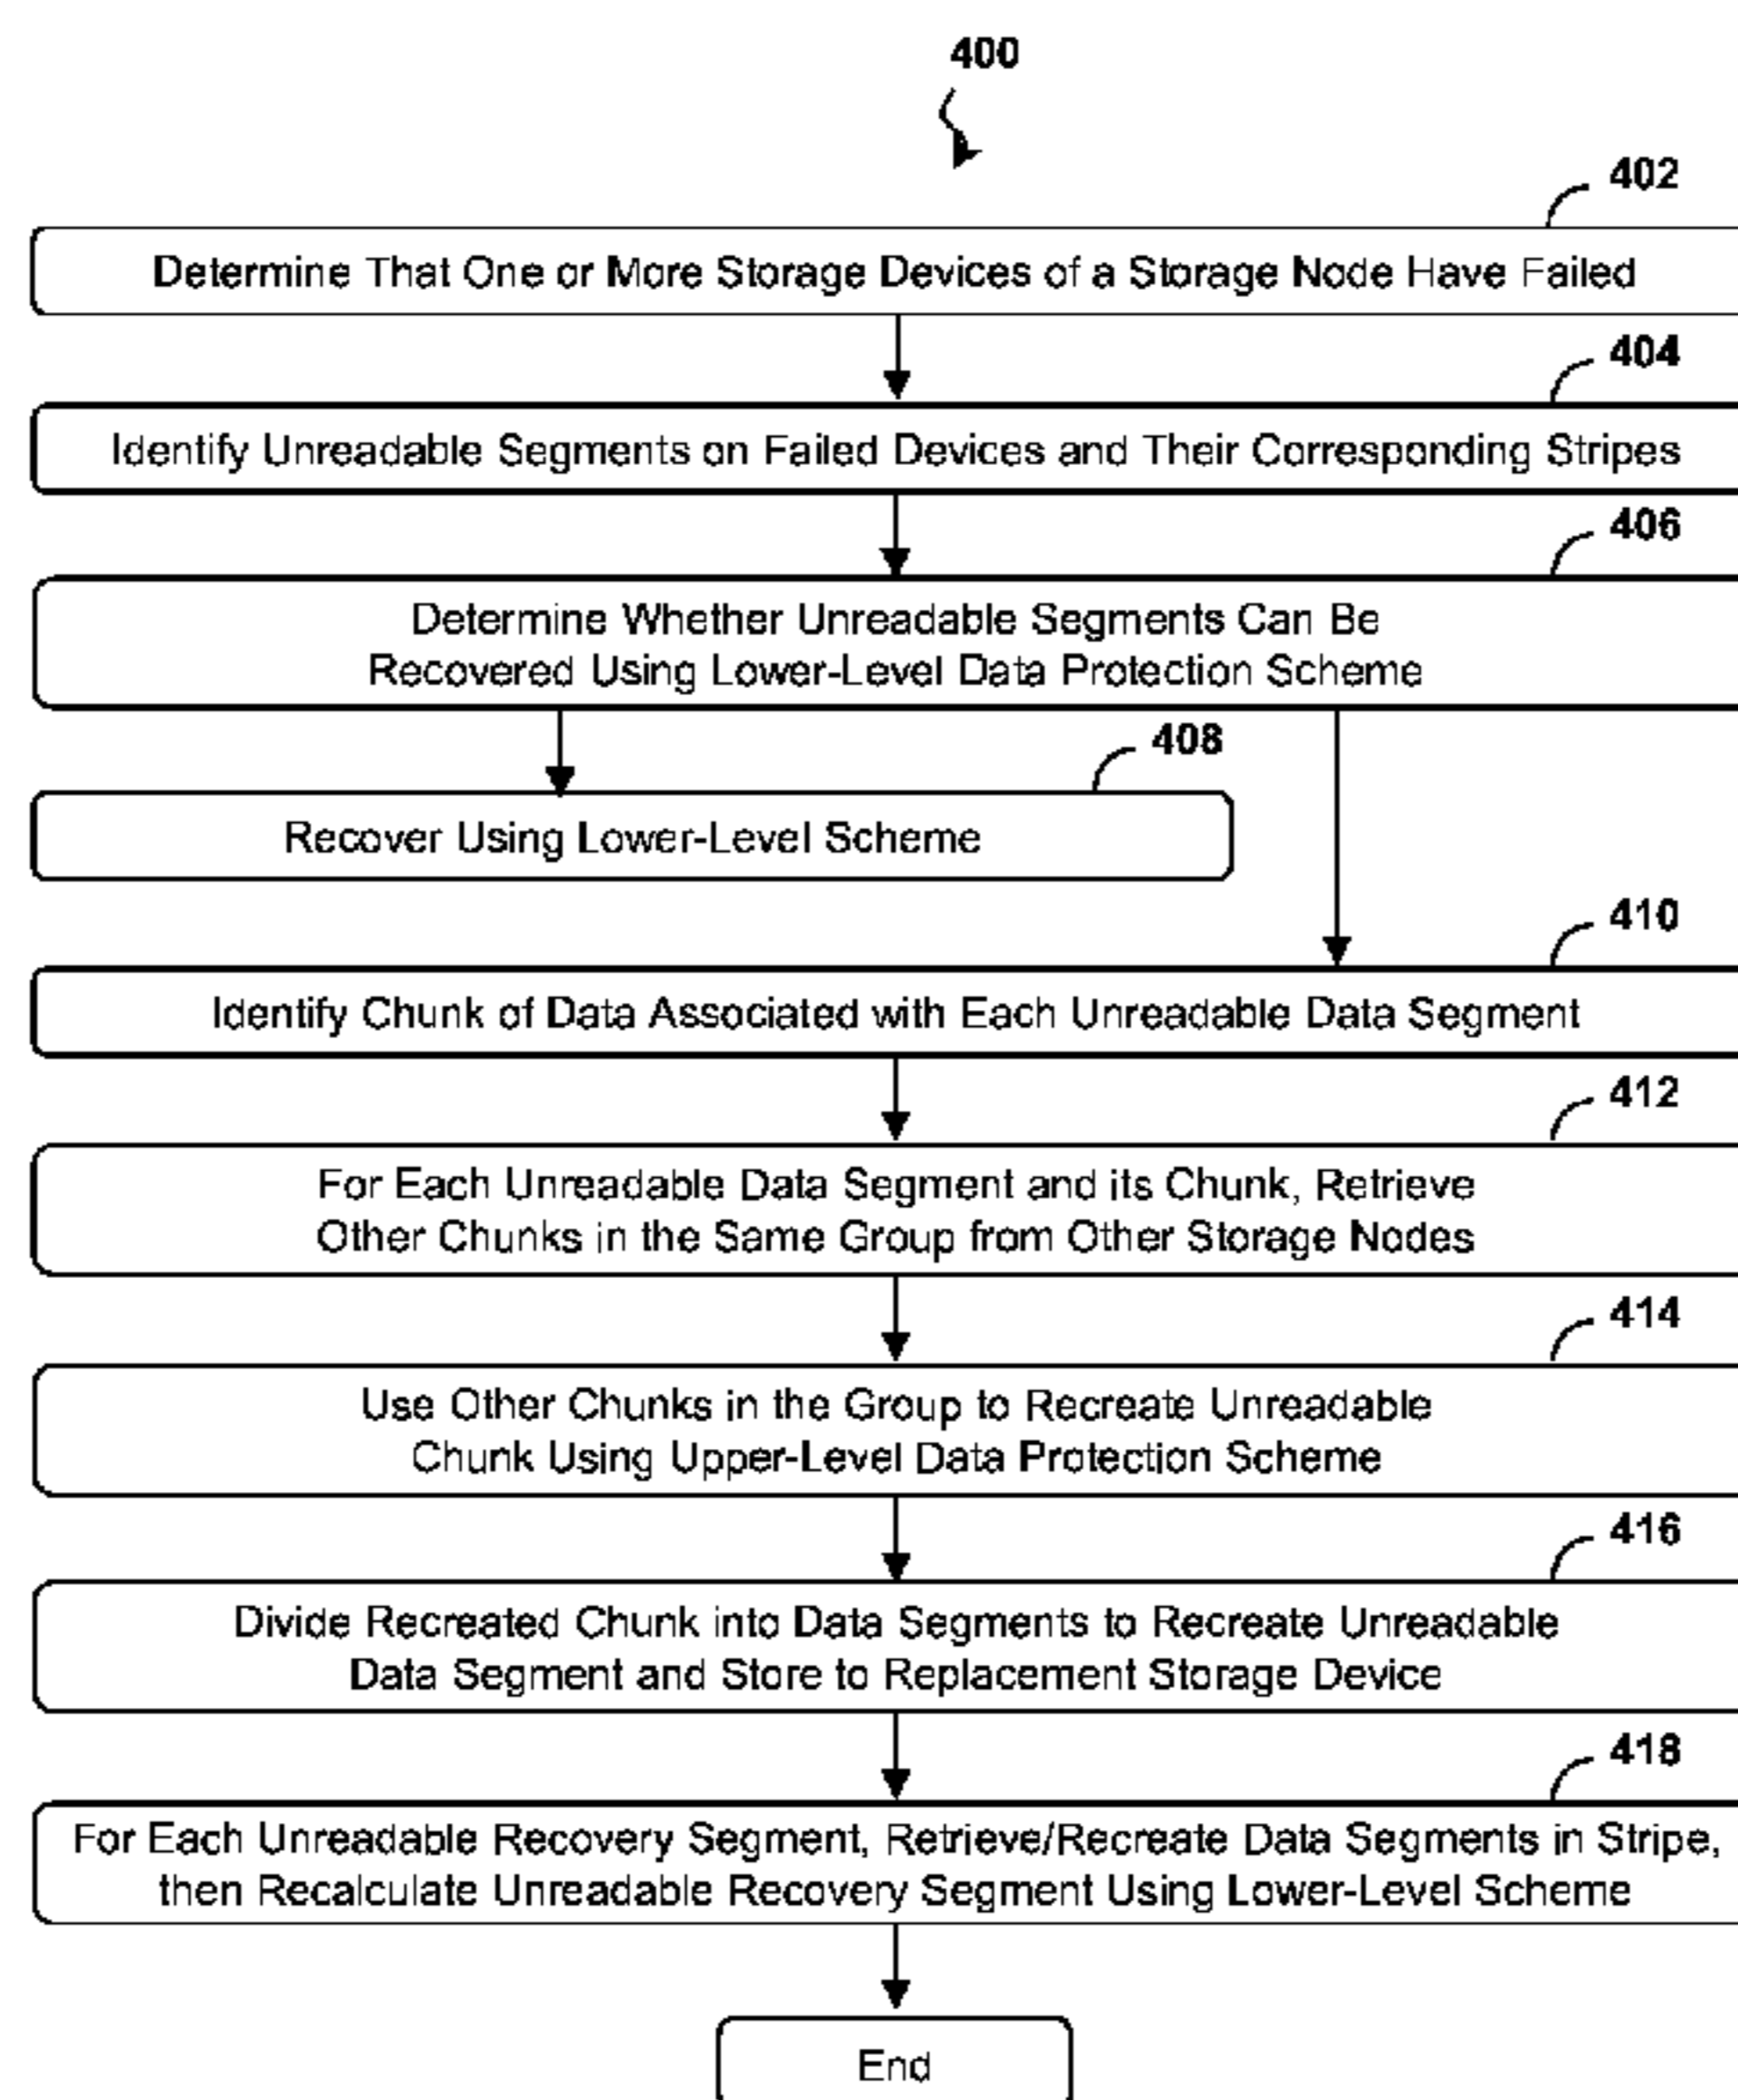 400
402
Determine That One or More Storage Devices of a Storage Node Have Failed
404
Identify Unreadable Segments on Failed Devices and Their Corresponding Stripes
406
Determine Whether Unreadable Segments Can Be
Recovered Using Lower-Level Data Protection Scheme
408
Recover Using Lower-Level Scheme
410
Identify Chunk of Data Associated with Each Unreadable Data Segment
412
For Each Unreadable Data Segment and its Chunk, Retrieve
Other Chunks in the Same Group from Other Storage Nodes
414
Use Other Chunks in the Group to Recreate Unreadable
Chunk Using Upper-Level Data Protection Scheme
416
Divide Recreated Chunk into Data Segments to Recreate Unreadable
Data Segment and Store to Replacement Storage Device
418
For Each Unreadable Recovery Segment, Retrieve/Recreate Data Segments in Stripe,
then Recalculate Unreadable Recovery Segment Using Lower-Level Scheme
End